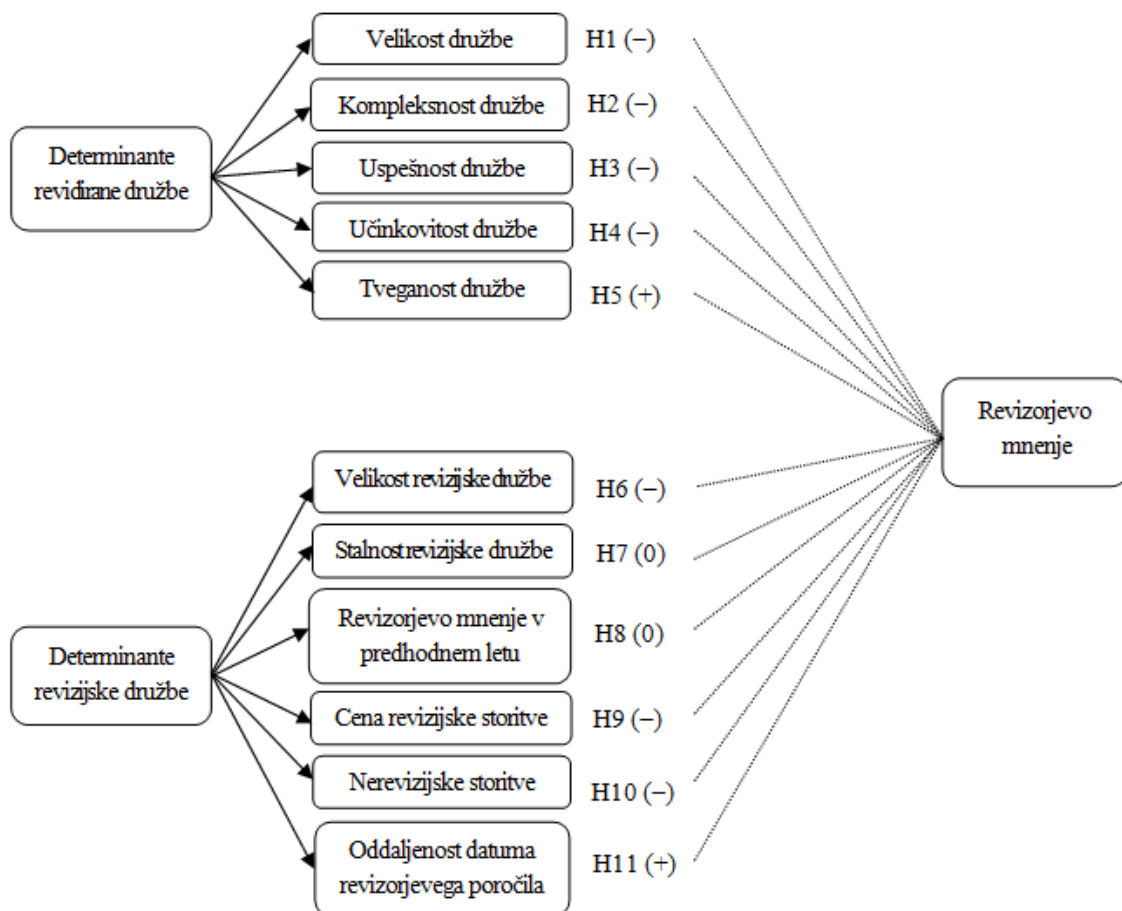 Velikost družbe
H1 (−)
Kompleksnost družbe
H2 (−)
Determinante
revidirane družbe
Uspešnost družbe
H3 (−)
Učinkovitost družbe
H4 (−)
Tveganost družbe
H5 (+)
Revizorjevo
mnenje
Velikost revizijske družbe
H6 (−)
Stalnost revizijske družbe
H7 (0)
Revizorjevo mnenje v
predhodnem letu
H8 (0)
Determinante
revizijske družbe
Cena revizijske storitve
H9 (−)
Nerevizijske storitve
H10 (−)
Oddaljenost datuma
revizorjevega poročila
H11 (+)